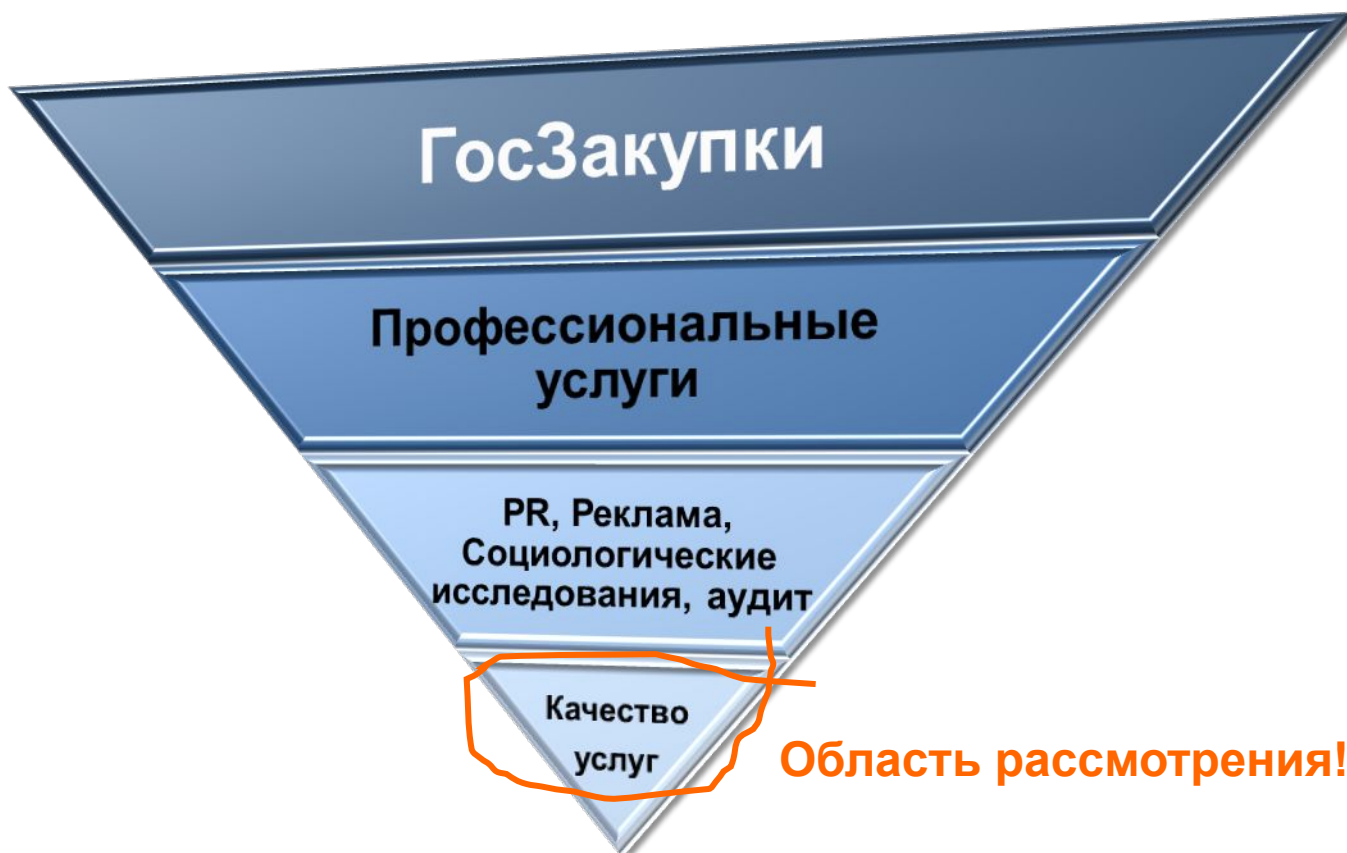 ГосЗакупки
Профессиональные
услуги
PR, Реклама,
Социологические
исследования, аудит
Качество
услуг
Область рассмотрения!